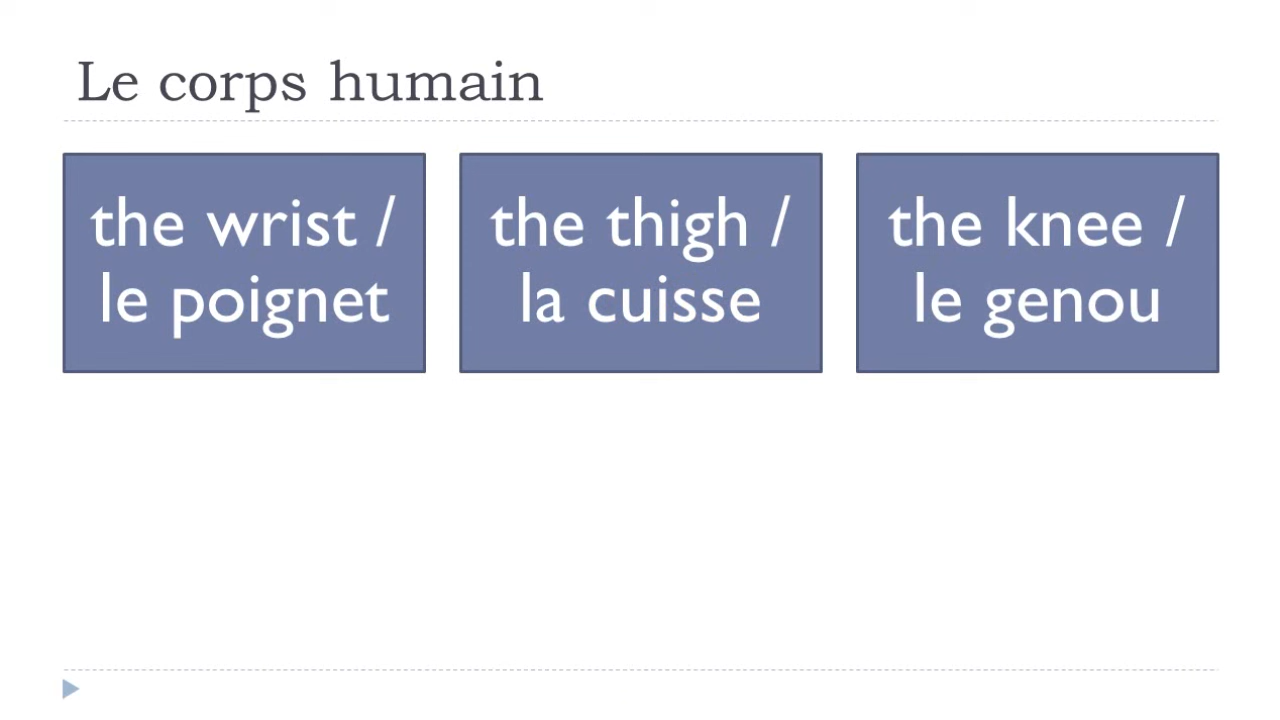 Le corps humain
the wrist /
le poignet
the thigh /
la cuisse
the knee /
le genou